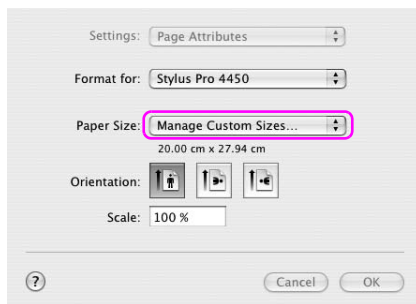 Settings: Page Attributes
Format for: Stylus Pro 4450
Paper Size: Manage Custom Sizes...
20.00 cm x 27.94 cm
Orientation:
Scale: 100 %
? Cancel OK